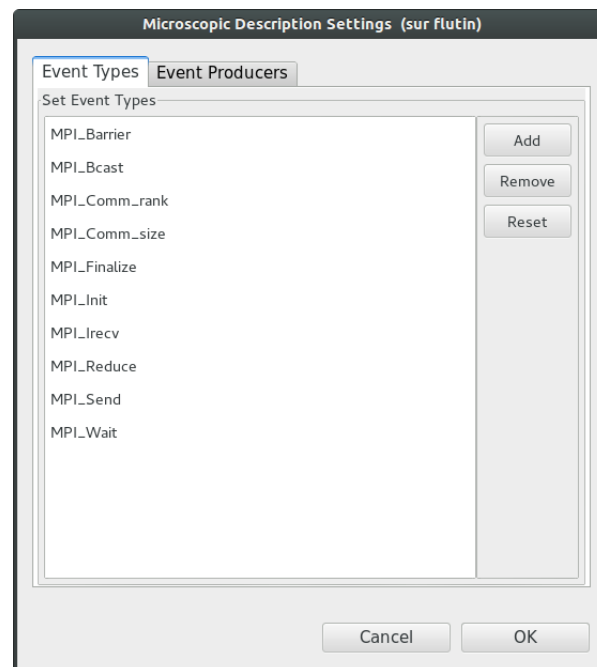 Microscopic Description Settings (sur flutin)
Event Types
Event Producers
Set Event Types
MPI_Barrier
MPI_Bcast
MPI_Comm_rank
MPI_Comm_size
MPI_Finalize
MPI_Init
MPI_Irecv
MPI_Reduce
MPI_Send
MPI_Wait
Add
Remove
Reset
Cancel
OK